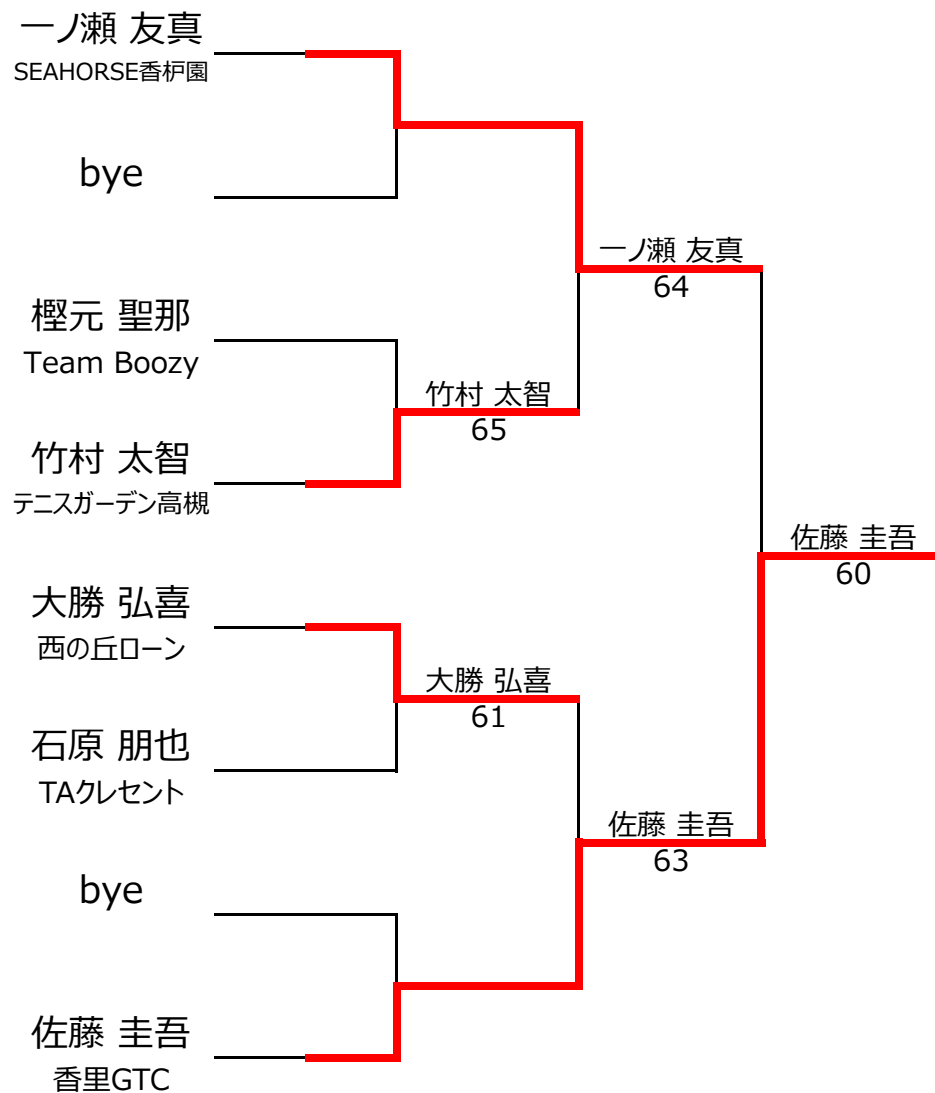 一ノ瀬 友真
SEAHORSE香枦園
bye
一ノ瀬 友真
64
樫元 聖那
Team Boozy
竹村 太智
65
竹村 太智
テニスガーデン高槻
佐藤 圭吾
60
大勝 弘喜
西の丘ローン
大勝 弘喜
61
石原 朋也
TAクレセント
佐藤 圭吾
63
bye
佐藤 圭吾
香里GTC